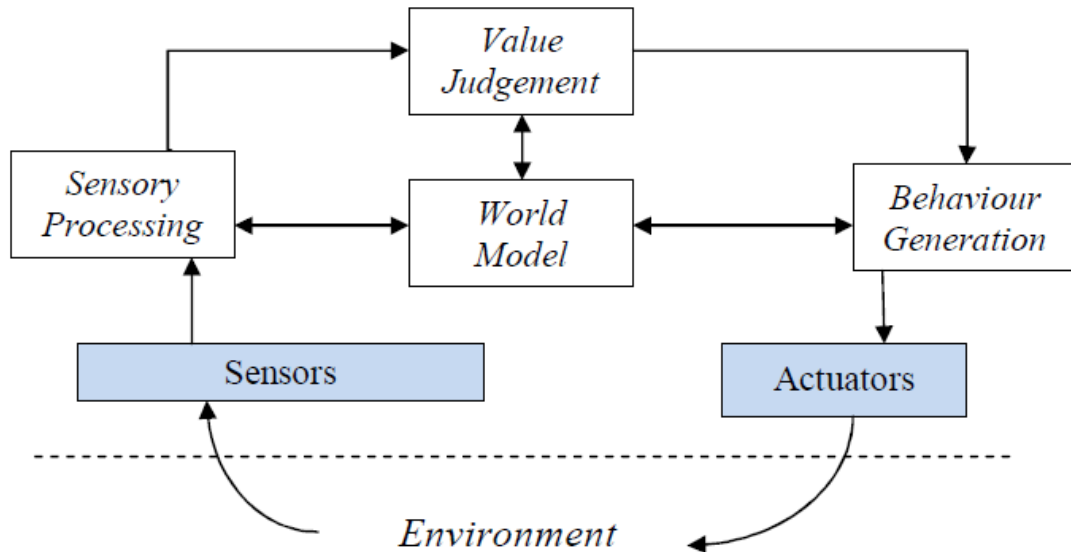 Value
Judgement
Sensory
Processing
World
Model
Behaviour
Generation
Sensors
Actuators
Environment